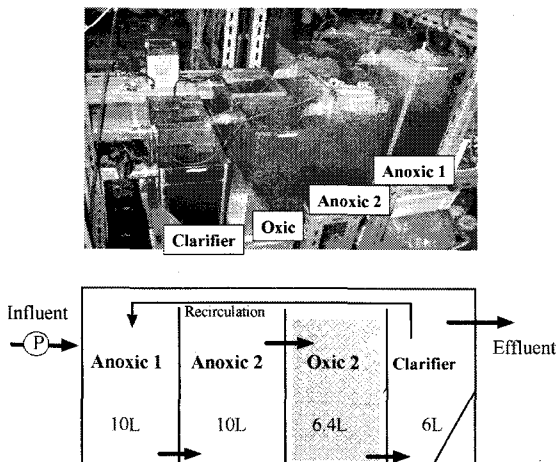 Anoxic 1
Anoxic 2
Oxic
Clarifier
Influent
P
Recirculation
Effluent
Anoxic 1
Anoxic 2
Oxic 2
Clarifier
10L
10L
6.4L
6L